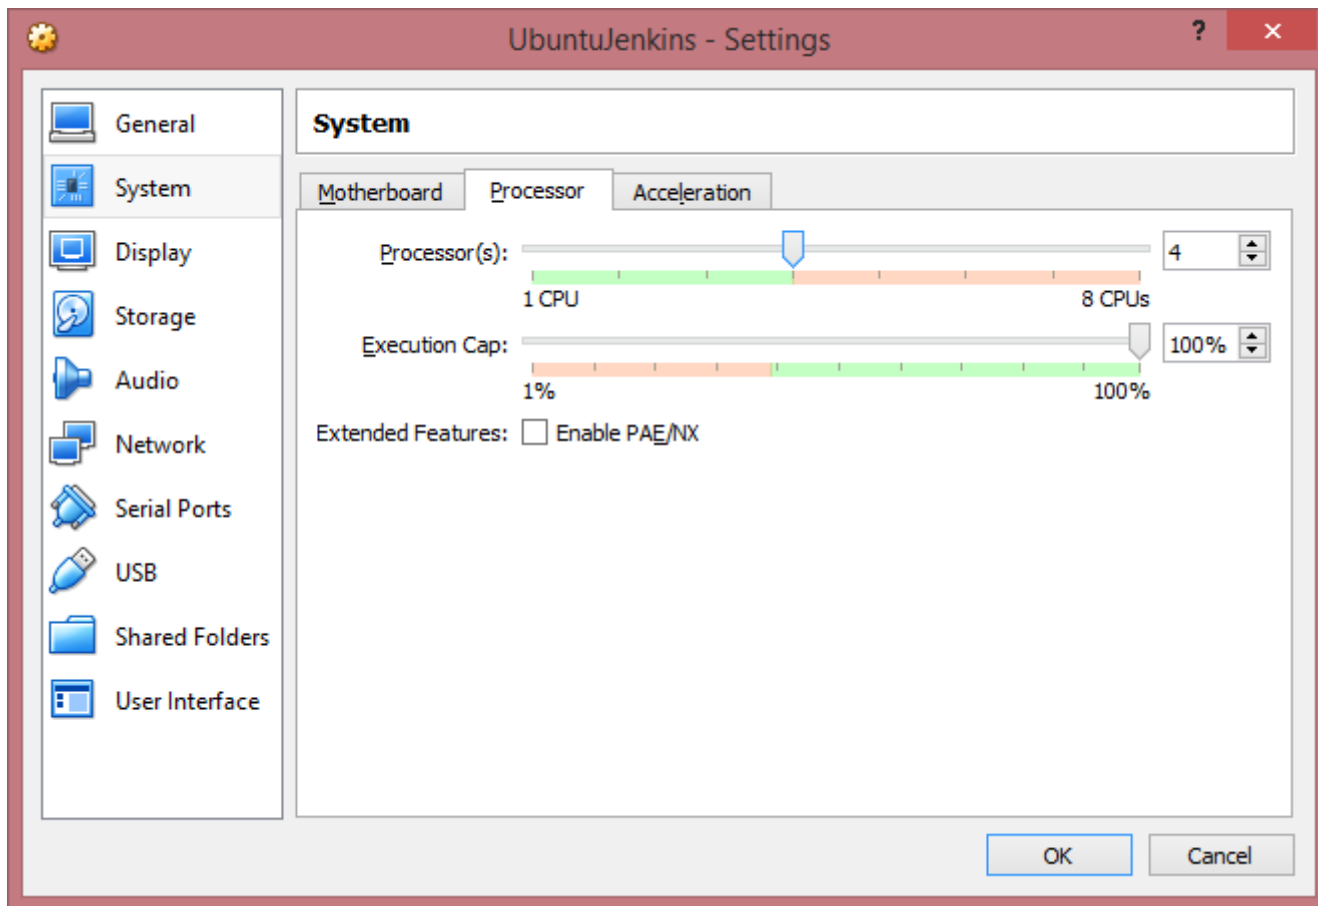 UbuntuJenkins - Settings
?
General
System
Display
Storage
Audio
Network
Serial Ports
USB
Shared Folders
User Interface
System
Motherboard Processor Acceleration
Processor(s): 4
1 CPU 8 CPUs
Execution Cap: 100%
1% 100%
Extended Features: Enable PAE/NX
OK Cancel